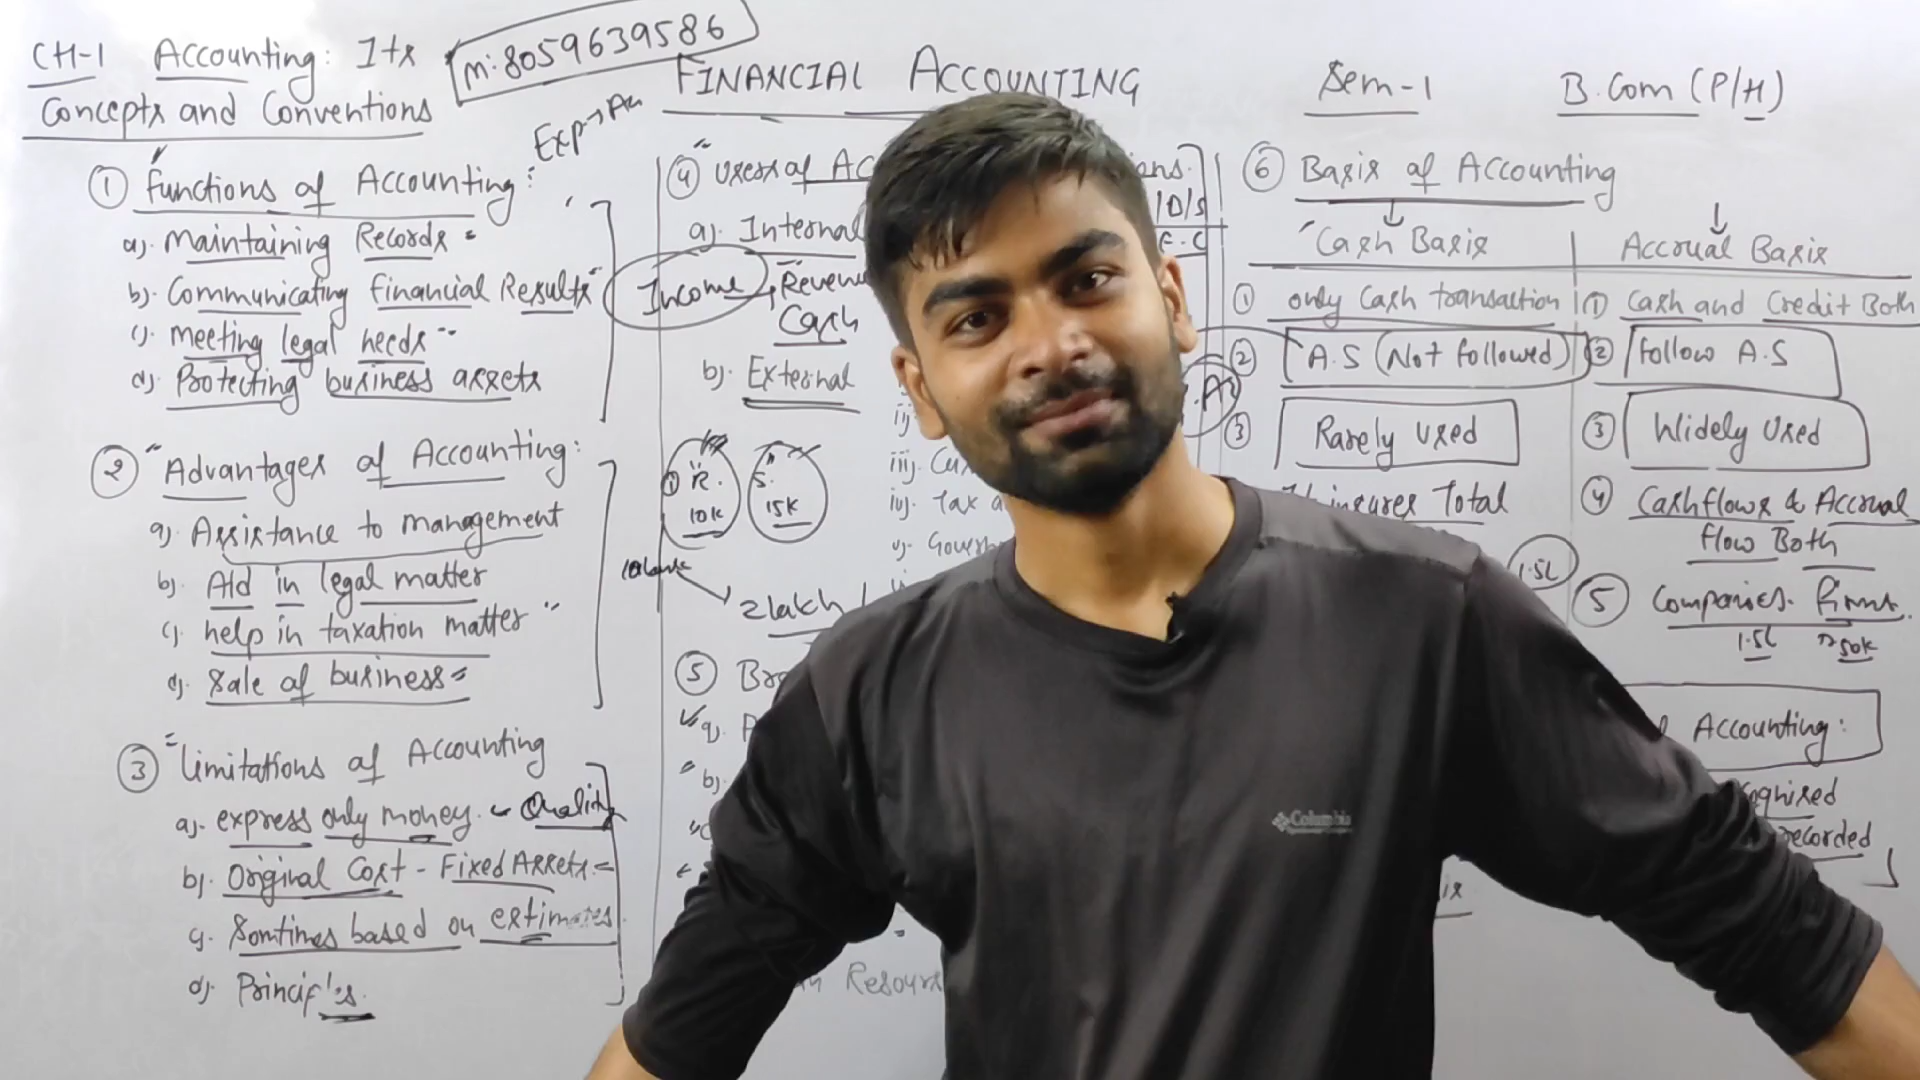 CH-1 Accounting: Its
Concepts and Conventions
m:8059639586
FINANCIAL ACCOUNTING
Sem-1
B.Com (P/H)
Exp→
① functions of Accounting:
a). Maintaining Records
b). Communicating financial Results
c). meeting legal needs
d). Protecting business assets
② Advantages of Accounting:
a). Assistance to management
b). Aid in legal matter
c). help in taxation matter
d). Sale of business
③ limitations of Accounting
a). express only money. Quality
b). Original Cost - Fixed Assets
c). Somtimes based on estimates
d). Principles.
④ Users of
a). Internal
Income
Revenue
Cash
b). External
① R. 10k
S. 15k
iii).
iv). Tax
v).
2lakh
⑤
a).
b).
Resour
⑥ Basis of Accounting
Cash Basis
① only Cash transaction
② A.S (Not followed)
③ Rarely Used
Total
1.5L
Accrual Basis
① Cash and Credit Both
② follow A.S
③ Widely Used
④ Cashflows & Accrual
flow Both
⑤ Companies. firms.
1.5L 50k
Accounting:
recorded
Columbia